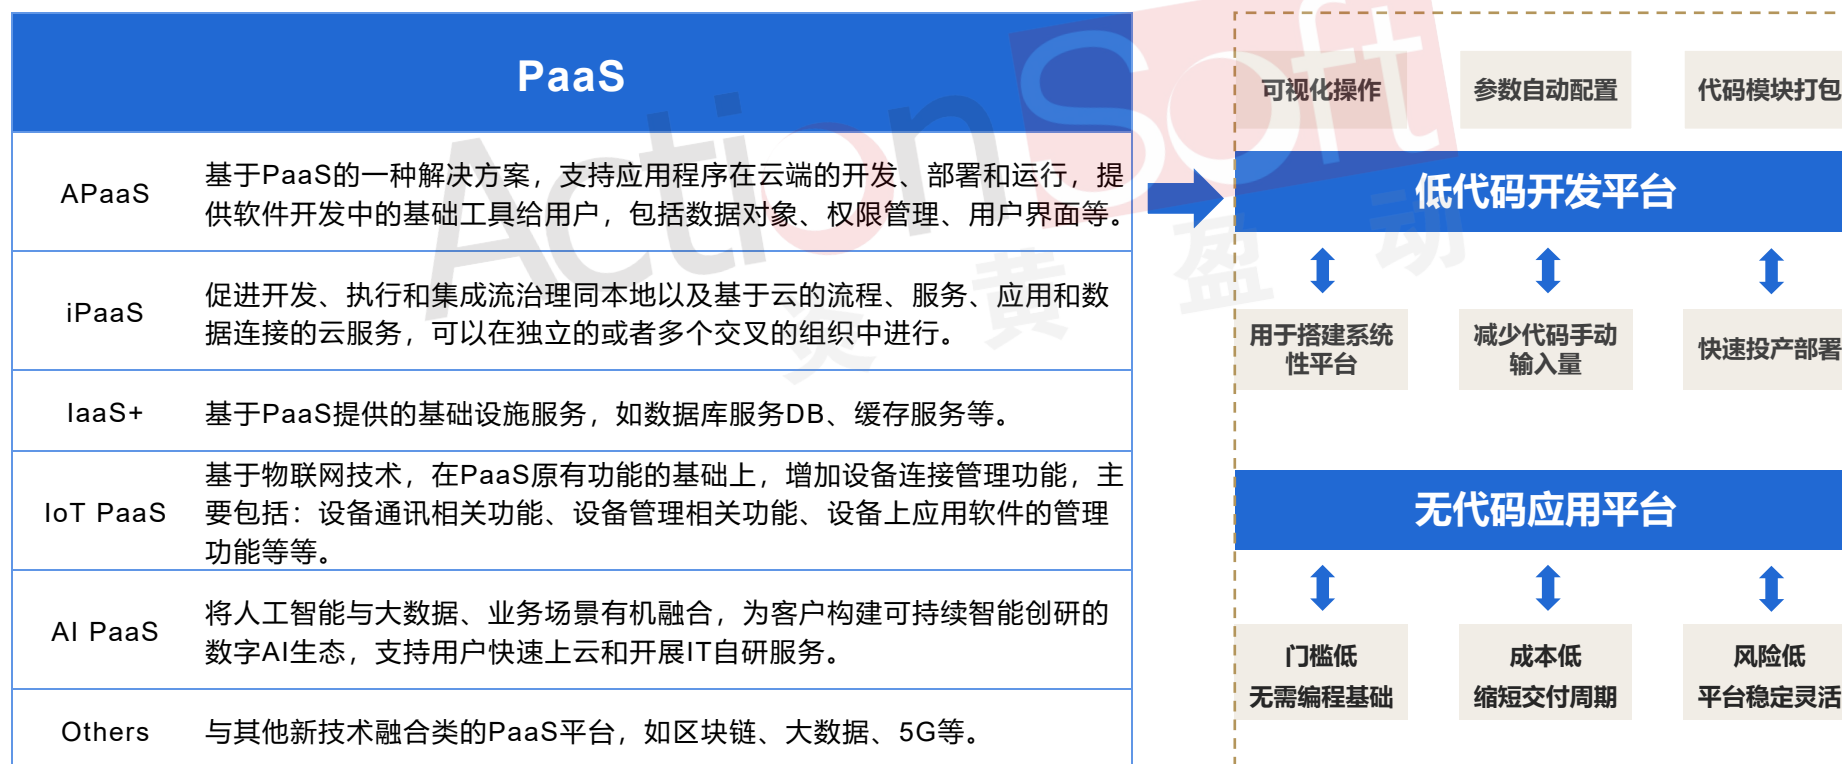 PaaS
APaaS
基于PaaS的一种解决方案，支持应用程序在云端的开发、部署和运行，提
供软件开发中的基础工具给用户，包括数据对象、权限管理、用户界面等。
iPaaS
促进开发、执行和集成流治理同本地以及基于云的流程、服务、应用和数
据连接的云服务，可以在独立的或者多个交叉的组织中进行。
IaaS+
基于PaaS提供的基础设施服务，如数据库服务DB、缓存服务等。
IoT PaaS
基于物联网技术，在PaaS原有功能的基础上，增加设备连接管理功能，主
要包括：设备通讯相关功能、设备管理相关功能、设备上应用软件的管理
功能等等。
AI PaaS
将人工智能与大数据、业务场景有机融合，为客户构建可持续智能创研的
数字AI生态，支持用户快速上云和开展IT自研服务。
Others
与其他新技术融合类的PaaS平台，如区块链、大数据、5G等。
可视化操作
参数自动配置
代码模块打包
低代码开发平台
用于搭建系统
性平台
减少代码手动
输入量
快速投产部署
无代码应用平台
门槛低
无需编程基础
成本低
缩短交付周期
风险低
平台稳定灵活
ActionSoft
炎黄盈动